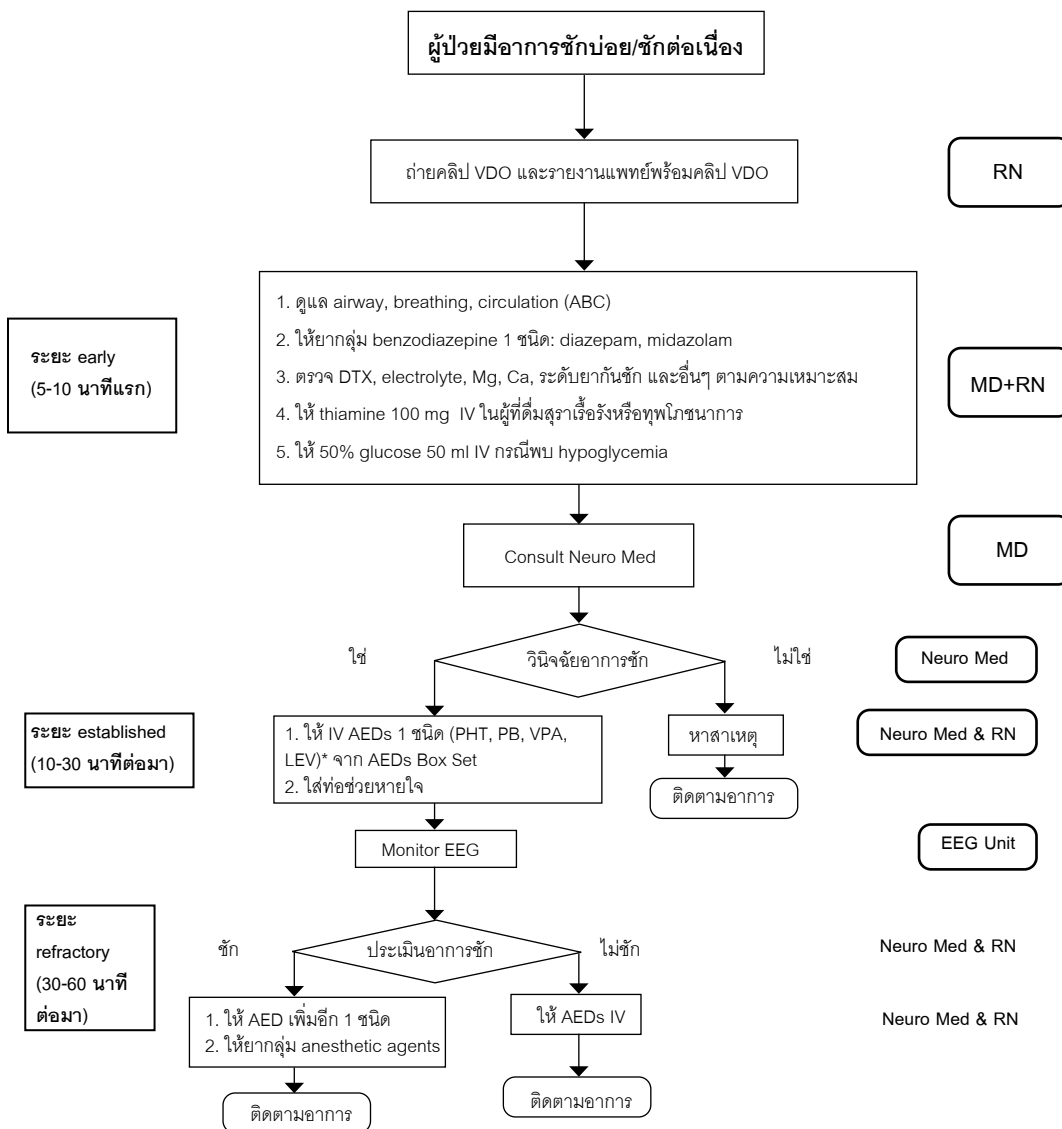 ผู้ป่วยมีอาการชักบ่อย/ชักต่อเนื่อง
ถ่ายคลิป VDO และรายงานแพทย์พร้อมคลิป VDO
RN
ระยะ early
(5-10 นาทีแรก)
1. ดูแล airway, breathing, circulation (ABC)
2. ให้ยากลุ่ม benzodiazepine 1 ชนิด: diazepam, midazolam
3. ตรวจ DTX, electrolyte, Mg, Ca, ระดับยากันชัก และอื่นๆ ตามความเหมาะสม
4. ให้ thiamine 100 mg IV ในผู้ที่ดื่มสุราเรื้อรังหรือทุพโภชนาการ
5. ให้ 50% glucose 50 ml IV กรณีพบ hypoglycemia
MD+RN
Consult Neuro Med
MD
ใช่
วินิจฉัยอาการชัก
ไม่ใช่
Neuro Med
ระยะ established
(10-30 นาทีต่อมา)
1. ให้ IV AEDs 1 ชนิด (PHT, PB, VPA,
LEV)* จาก AEDs Box Set
2. ใส่ท่อช่วยหายใจ
หาสาเหตุ
Neuro Med & RN
ติดตามอาการ
Monitor EEG
EEG Unit
ระยะ
refractory
(30-60 นาที
ต่อมา)
ชัก
ประเมินอาการชัก
ไม่ชัก
Neuro Med & RN
1. ให้ AED เพิ่มอีก 1 ชนิด
2. ให้ยากลุ่ม anesthetic agents
ให้ AEDs IV
Neuro Med & RN
ติดตามอาการ
ติดตามอาการ